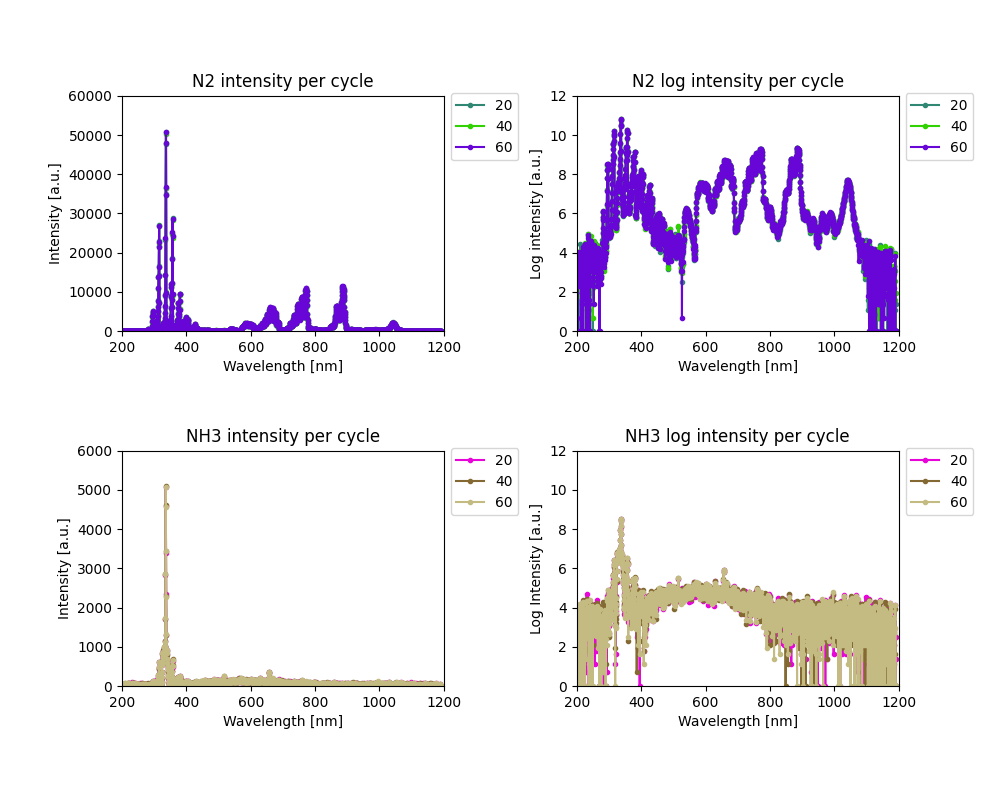 N2 intensity per cycle
Intensity [a.u.]
60000
50000
40000
30000
20000
10000
0
200 400 600 800 1000 1200
Wavelength [nm]
20
40
60
N2 log intensity per cycle
Log intensity [a.u.]
12
10
8
6
4
2
0
200 400 600 800 1000 1200
Wavelength [nm]
20
40
60
NH3 intensity per cycle
Intensity [a.u.]
6000
5000
4000
3000
2000
1000
0
200 400 600 800 1000 1200
Wavelength [nm]
20
40
60
NH3 log intensity per cycle
Log Intensity [a.u.]
12
10
8
6
4
2
0
200 400 600 800 1000 1200
Wavelength [nm]
20
40
60